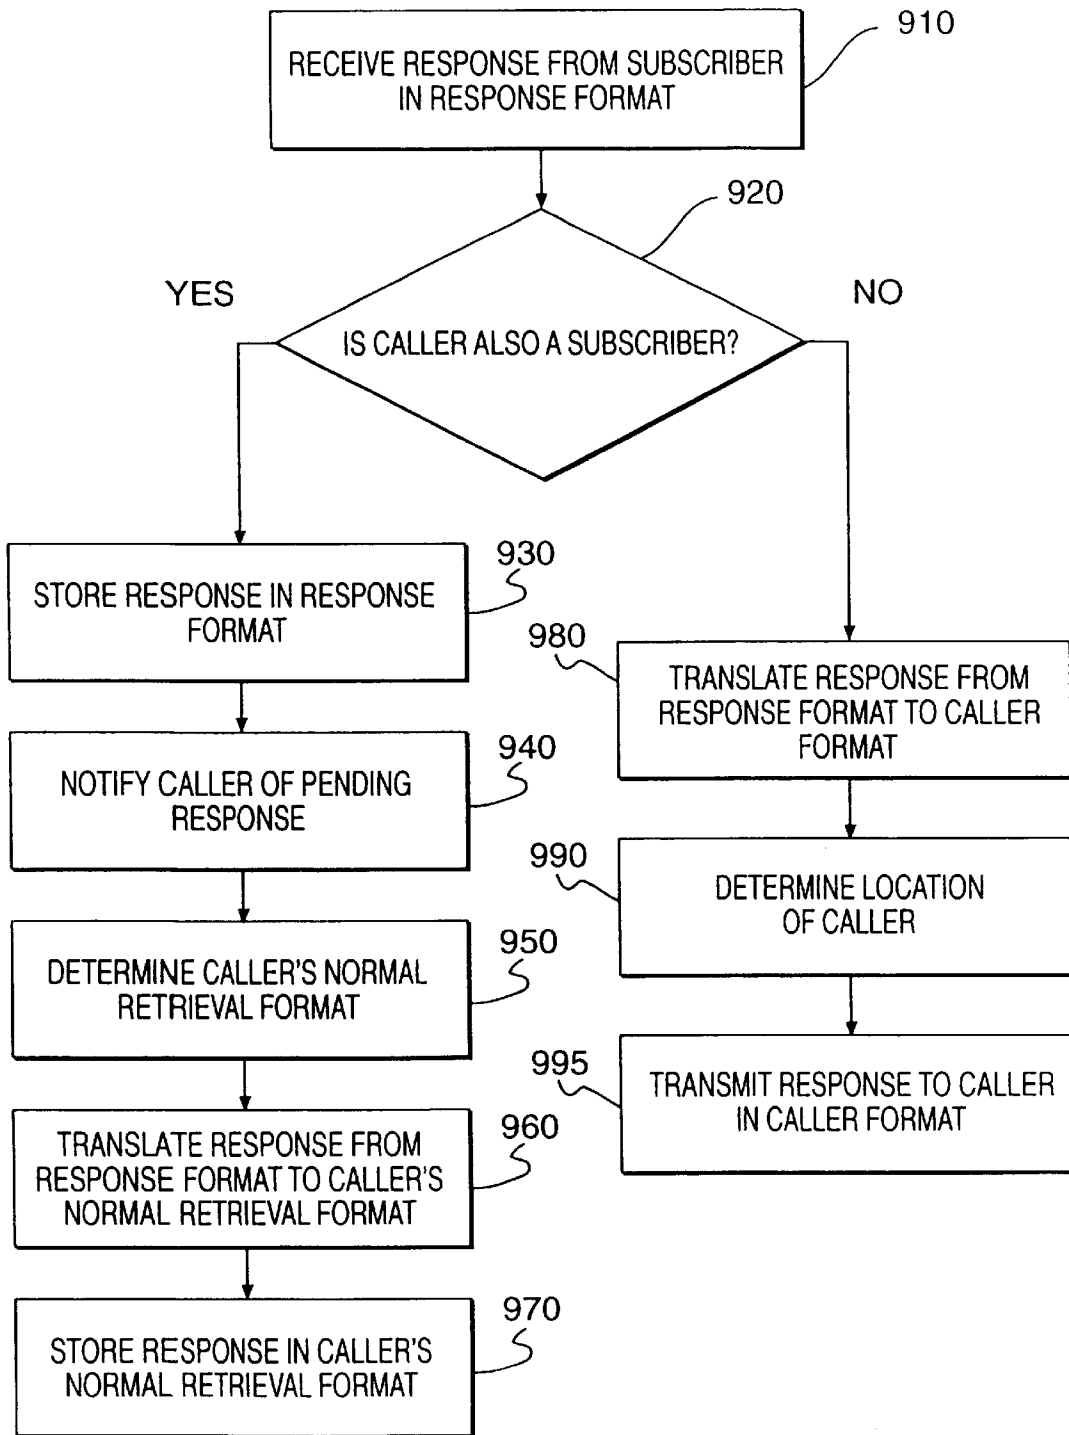 910
RECEIVE RESPONSE FROM SUBSCRIBER
IN RESPONSE FORMAT
920
YES
NO
IS CALLER ALSO A SUBSCRIBER?
930
STORE RESPONSE IN RESPONSE
FORMAT
940
NOTIFY CALLER OF PENDING
RESPONSE
950
DETERMINE CALLER'S NORMAL
RETRIEVAL FORMAT
960
TRANSLATE RESPONSE FROM
RESPONSE FORMAT TO CALLER'S
NORMAL RETRIEVAL FORMAT
970
STORE RESPONSE IN CALLER'S
NORMAL RETRIEVAL FORMAT
980
TRANSLATE RESPONSE FROM
RESPONSE FORMAT TO CALLER
FORMAT
990
DETERMINE LOCATION
OF CALLER
995
TRANSMIT RESPONSE TO CALLER
IN CALLER FORMAT